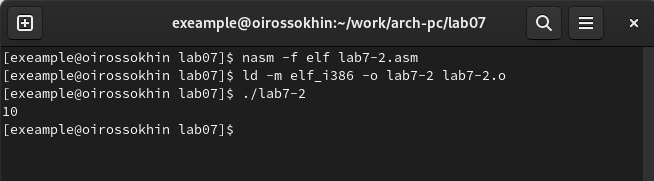 exeample@oirossokhin:~/work/arch-pc/lab07
[exeample@oirossokhin lab07]$ nasm -f elf lab7-2.asm
[exeample@oirossokhin lab07]$ ld -m elf_i386 -o lab7-2 lab7-2.o
[exeample@oirossokhin lab07]$ ./lab7-2
10
[exeample@oirossokhin lab07]$